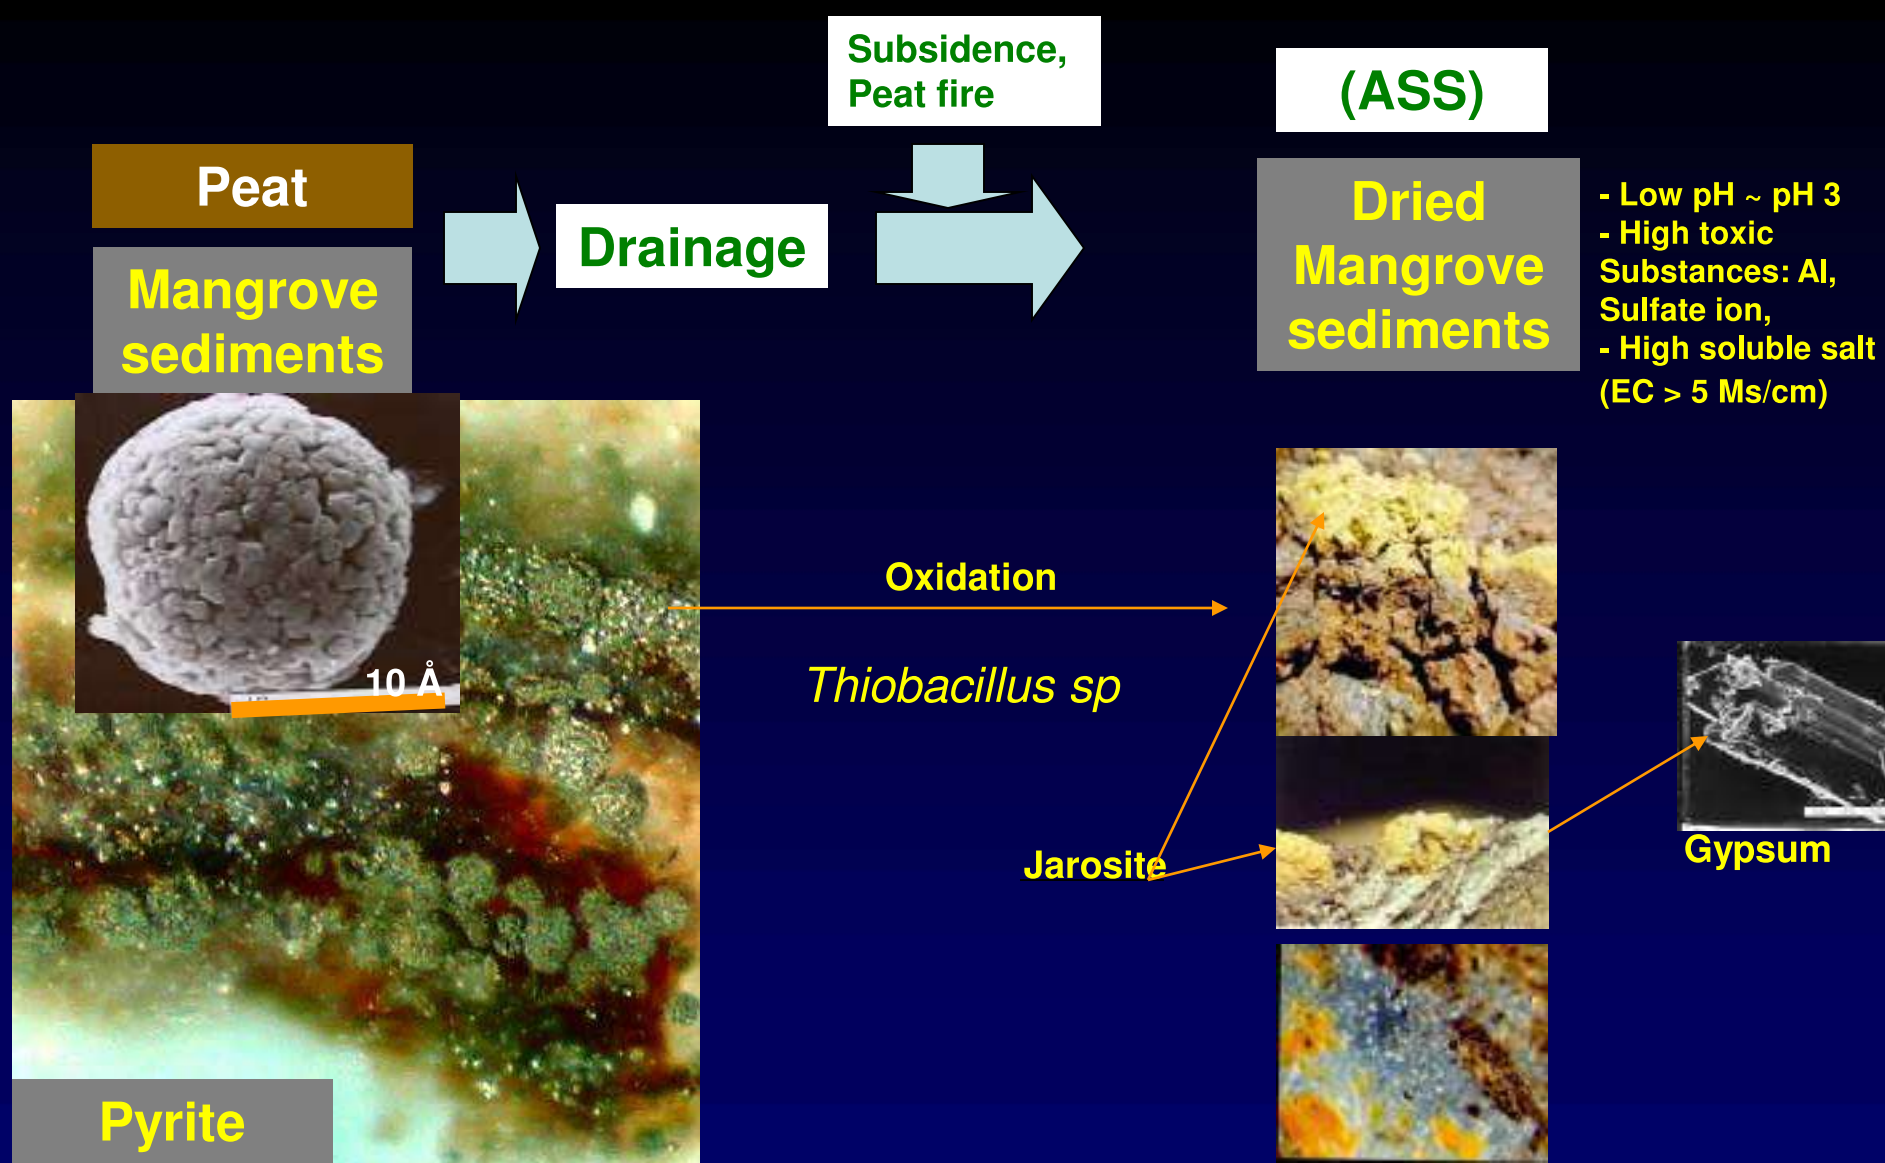 Subsidence,
Peat fire
(ASS)
Peat
Mangrove
sediments
Drainage
Dried
Mangrove
sediments
- Low pH ~ pH 3
- High toxic
Substances: Al,
Sulfate ion,
- High soluble salt
(EC > 5 Ms/cm)
10 Å
Oxidation
Thiobacillus sp
Jarosite
Gypsum
Pyrite